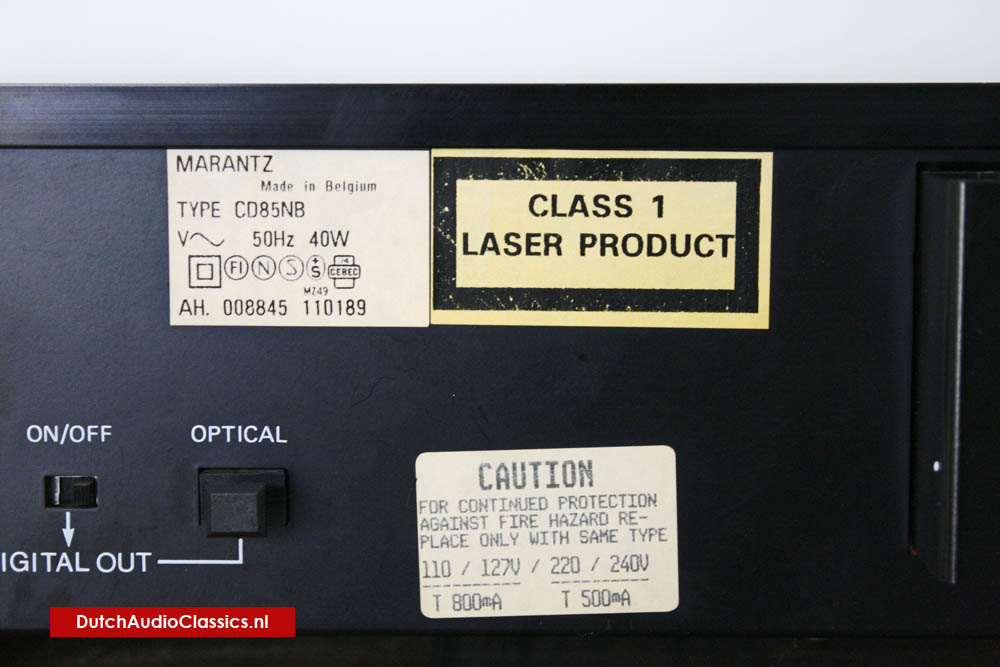 MARANTZ
Made in Belgium
TYPE CD85NB
V 50Hz 40W
FI N S +S CEBEC
MZ49
AH. 008845 110189
CLASS 1
LASER PRODUCT
ON/OFF
OPTICAL
IGITAL OUT
CAUTION
FOR CONTINUED PROTECTION
AGAINST FIRE HAZARD RE-
PLACE ONLY WITH SAME TYPE
110 / 127V / 220 / 240V
T 800mA T 500mA
DutchAudioClassics.nl